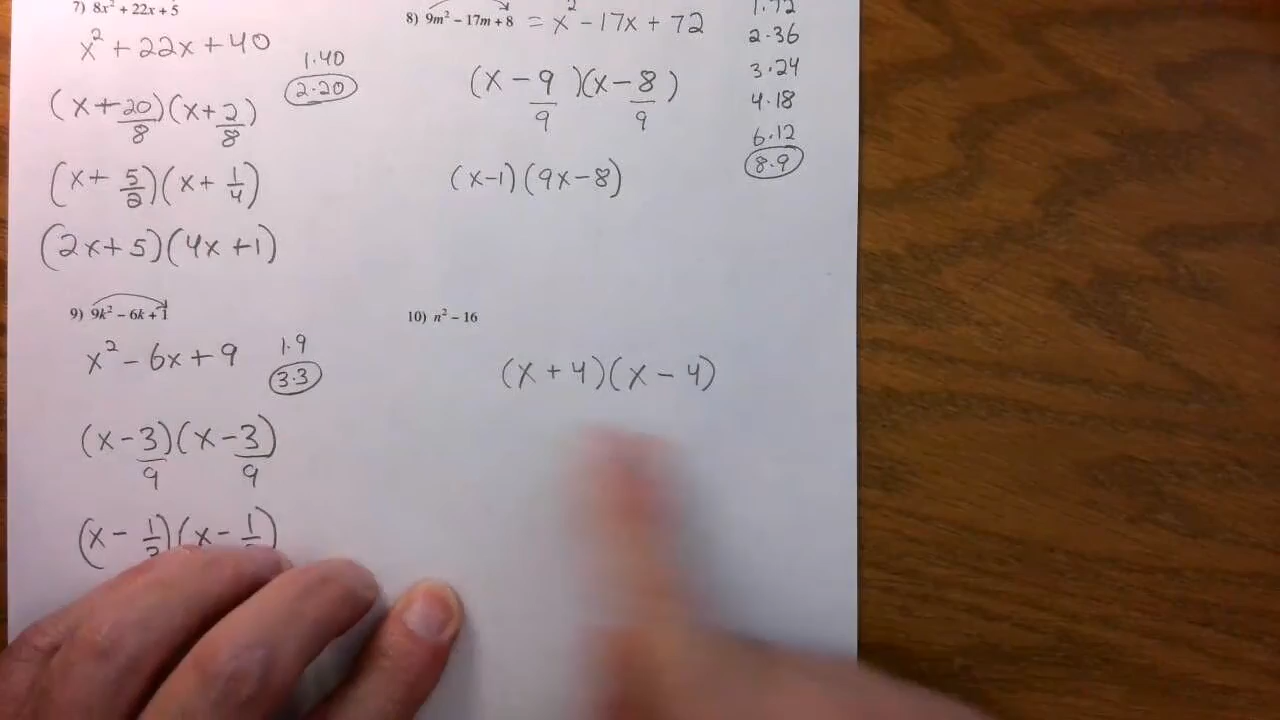 7) 8x² + 22x + 5
x² + 22x + 40
1·40
2·20
(x + 20/8)(x + 2/8)
(x + 5/2)(x + 1/4)
(2x + 5)(4x + 1)
8) 9m² − 17m + 8 = x² − 17x + 72
1·72
2·36
3·24
4·18
6·12
8·9
(x − 9/9)(x − 8/9)
(x − 1)(9x − 8)
9) 9k² − 6k + 1
x² − 6x + 9
1·9
3·3
(x − 3/9)(x − 3/9)
10) n² − 16
(x + 4)(x − 4)